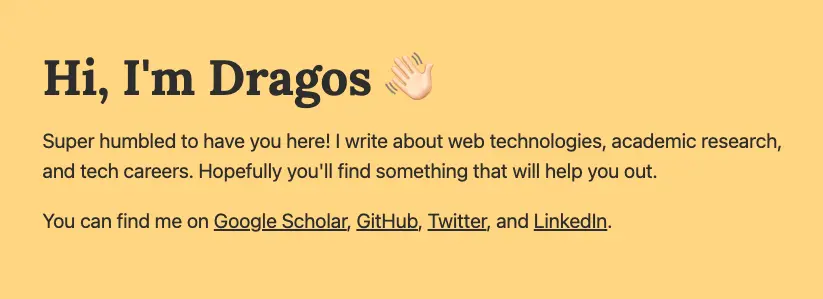 Hi, I'm Dragos 👋🏻
Super humbled to have you here! I write about web technologies, academic research,
and tech careers. Hopefully you'll find something that will help you out.
You can find me on Google Scholar, GitHub, Twitter, and LinkedIn.